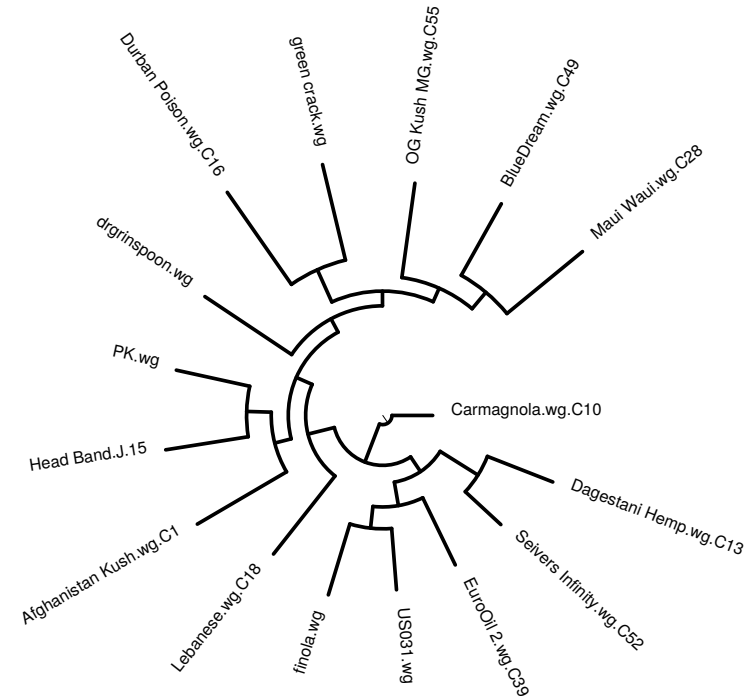 Durban Poison.wg.C16
green crack.wg
OG Kush MG.wg.C55
BlueDream.wg.C49
Maui Waui.wg.C28
drgrinspoon.wg
PK.wg
Head Band.J.15
Afghanistan Kush.wg.C1
Lebanese.wg.C18
finola.wg
US031.wg
EuroOil 2.wg.C39
Seivers Infinity.wg.C52
Dagestani Hemp.wg.C13
Carmagnola.wg.C10